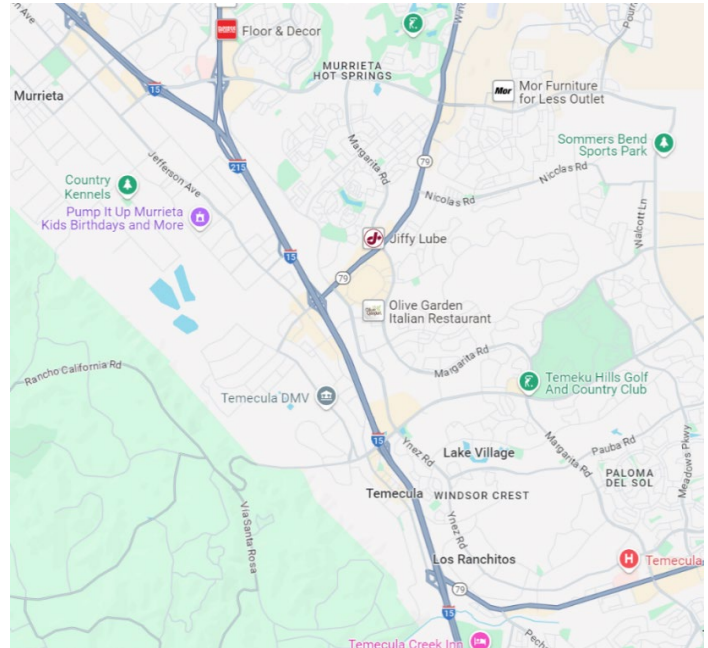 on Ave
Floor & Decor
MURRIETA
HOT SPRINGS
15
Murrieta
Mor
Mor Furniture
for Less Outlet
Margarita Rd
Jefferson Ave
Sommers Bend
Sports Park
79
215
Nicolas Rd
Nicolas Rd
Country
Kennels
Pump It Up Murrieta
Kids Birthdays and More
Walcott Ln
Jiffy Lube
15
79
Olive Garden
Italian Restaurant
Rancho California Rd
Margarita Rd
Temeku Hills Golf
And Country Club
Temecula DMV
15
Ynez Rd
Lake Village
Margarita Rd
Pauba Rd
Meadows Pkwy
PALOMA
DEL SOL
Temecula
WINDSOR CREST
Via Santa Rosa
Ynez Rd
Los Ranchitos
H
Temecula
79
15
Temecula Creek Inn
Pech